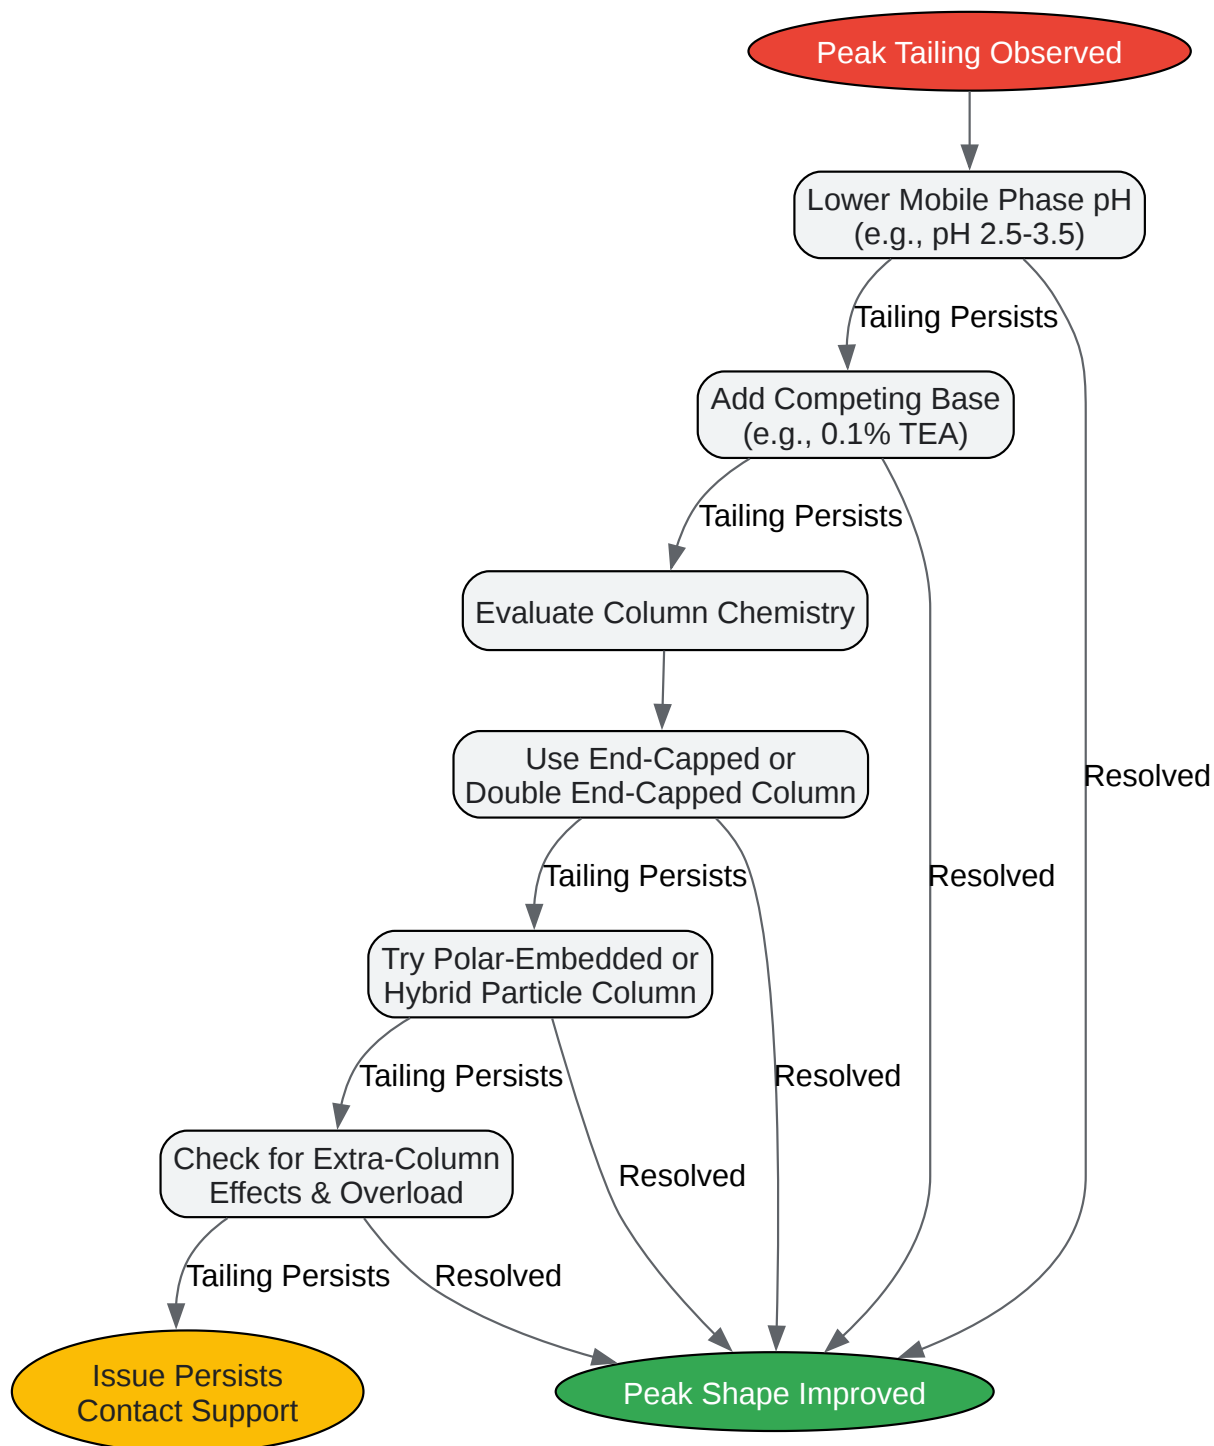 Peak Tailing Observed
Lower Mobile Phase pH
(e.g., pH 2.5-3.5)
Tailing Persists
Add Competing Base
(e.g., 0.1% TEA)
Tailing Persists
Evaluate Column Chemistry
Use End-Capped or
Double End-Capped Column
Resolved
Tailing Persists
Resolved
Try Polar-Embedded or
Hybrid Particle Column
Tailing Persists
Resolved
Check for Extra-Column
Effects & Overload
Resolved
Tailing Persists
Resolved
Issue Persists
Contact Support
Peak Shape Improved